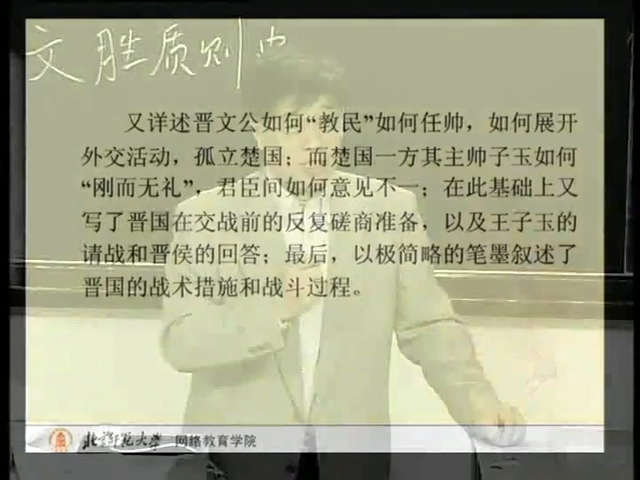 文胜质则史
又详述晋文公如何“教民”如何任帅，如何展开
外交活动，孤立楚国；而楚国一方其主帅子玉如何
“刚而无礼”，君臣间如何意见不一；在此基础上又
写了晋国在交战前的反复磋商准备，以及王子玉的
请战和晋侯的回答；最后，以极简略的笔墨叙述了
晋国的战术措施和战斗过程。
北京师范大学 网络教育学院